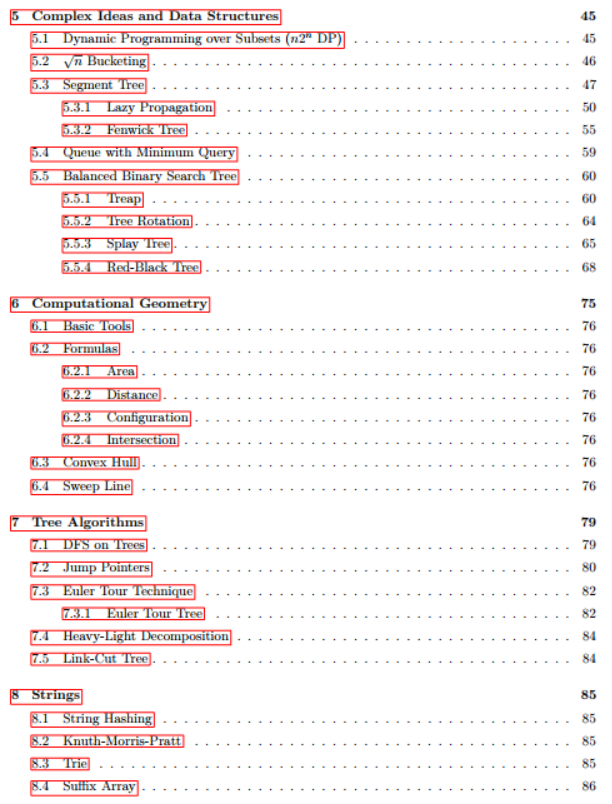 5 Complex Ideas and Data Structures 45
5.1 Dynamic Programming over Subsets (n2ⁿ DP) . . . . . . . . . . . . . . . . . . . . 45
5.2 √n Bucketing . . . . . . . . . . . . . . . . . . . . 46
5.3 Segment Tree . . . . . . . . . . . . . . . . . . . . 47
5.3.1 Lazy Propagation . . . . . . . . . . . . . . . . . . . . 50
5.3.2 Fenwick Tree . . . . . . . . . . . . . . . . . . . . 55
5.4 Queue with Minimum Query . . . . . . . . . . . . . . . . . . . . 59
5.5 Balanced Binary Search Tree . . . . . . . . . . . . . . . . . . . . 60
5.5.1 Treap . . . . . . . . . . . . . . . . . . . . 60
5.5.2 Tree Rotation . . . . . . . . . . . . . . . . . . . . 64
5.5.3 Splay Tree . . . . . . . . . . . . . . . . . . . . 65
5.5.4 Red-Black Tree . . . . . . . . . . . . . . . . . . . . 68
6 Computational Geometry 75
6.1 Basic Tools . . . . . . . . . . . . . . . . . . . . 76
6.2 Formulas . . . . . . . . . . . . . . . . . . . . 76
6.2.1 Area . . . . . . . . . . . . . . . . . . . . 76
6.2.2 Distance . . . . . . . . . . . . . . . . . . . . 76
6.2.3 Configuration . . . . . . . . . . . . . . . . . . . . 76
6.2.4 Intersection . . . . . . . . . . . . . . . . . . . . 76
6.3 Convex Hull . . . . . . . . . . . . . . . . . . . . 76
6.4 Sweep Line . . . . . . . . . . . . . . . . . . . . 76
7 Tree Algorithms 79
7.1 DFS on Trees . . . . . . . . . . . . . . . . . . . . 79
7.2 Jump Pointers . . . . . . . . . . . . . . . . . . . . 80
7.3 Euler Tour Technique . . . . . . . . . . . . . . . . . . . . 82
7.3.1 Euler Tour Tree . . . . . . . . . . . . . . . . . . . . 82
7.4 Heavy-Light Decomposition . . . . . . . . . . . . . . . . . . . . 84
7.5 Link-Cut Tree . . . . . . . . . . . . . . . . . . . . 84
8 Strings 85
8.1 String Hashing . . . . . . . . . . . . . . . . . . . . 85
8.2 Knuth-Morris-Pratt . . . . . . . . . . . . . . . . . . . . 85
8.3 Trie . . . . . . . . . . . . . . . . . . . . 85
8.4 Suffix Array . . . . . . . . . . . . . . . . . . . . 86